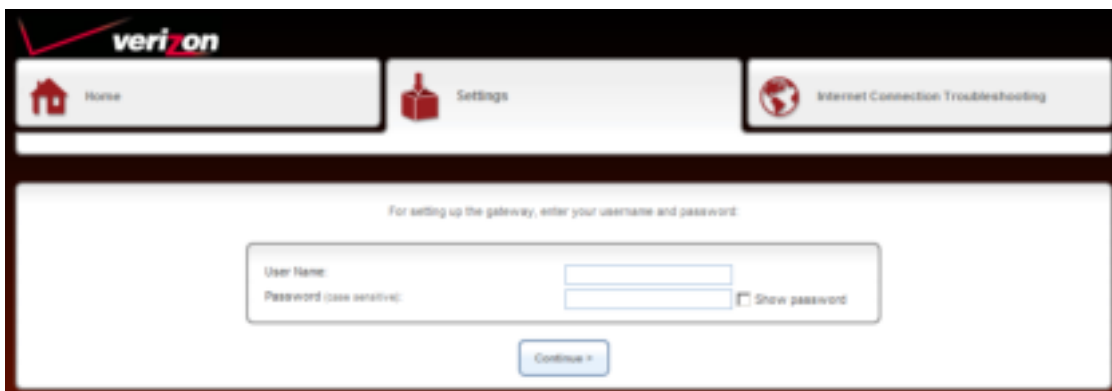 verizon
Home
Settings
Internet Connection Troubleshooting
For setting up the gateway, enter your username and password:
User Name:
Password (case sensitive):
Show password
Continue »